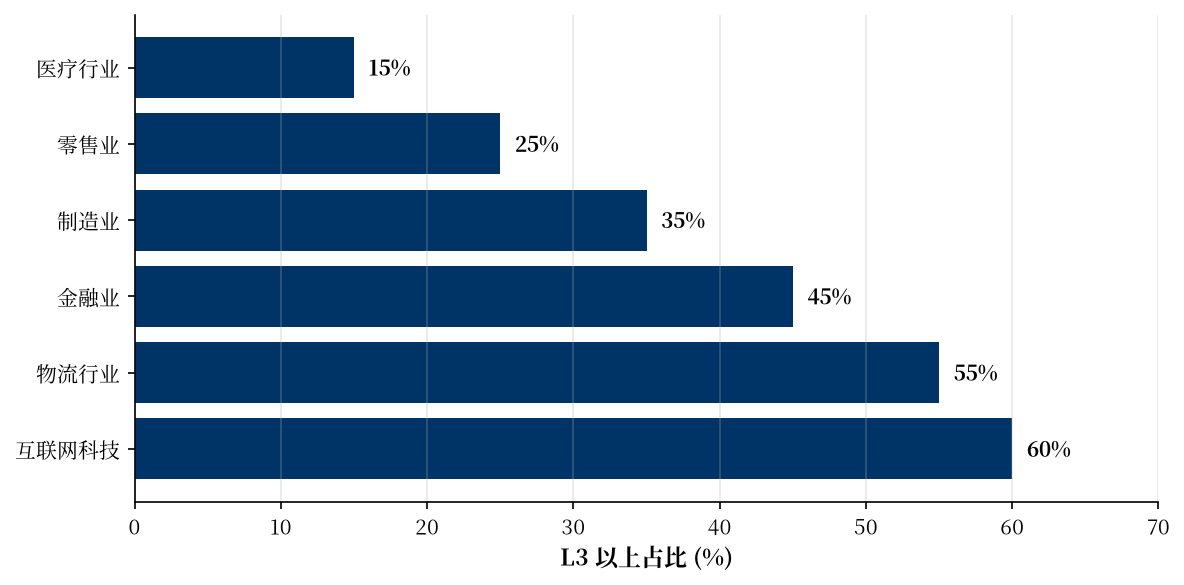 医疗行业 15%
零售业 25%
制造业 35%
金融业 45%
物流行业 55%
互联网科技 60%
0 10 20 30 40 50 60 70
L3 以上占比 (%)